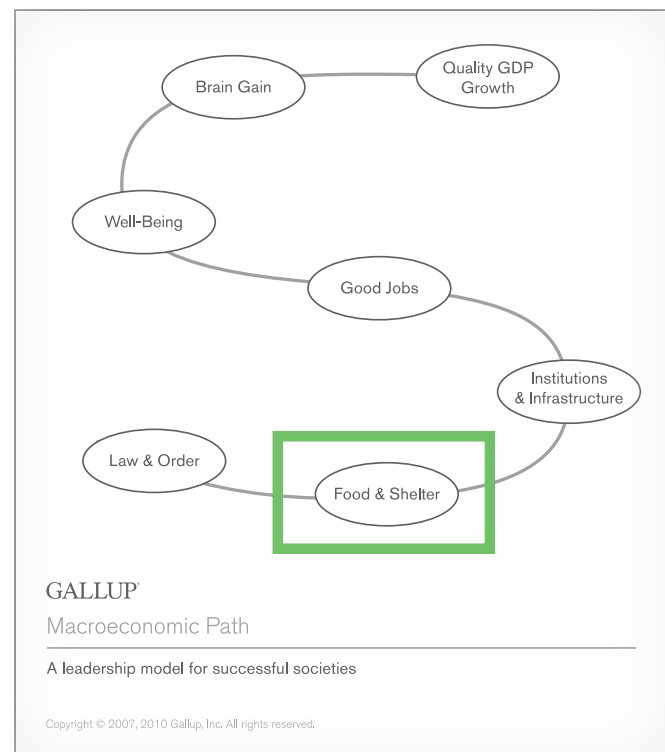 Quality GDP
Growth
Brain Gain
Well-Being
Good Jobs
Institutions
& Infrastructure
Law & Order
Food & Shelter
GALLUP®
Macroeconomic Path
A leadership model for successful societies
Copyright © 2007, 2010 Gallup, Inc. All rights reserved.